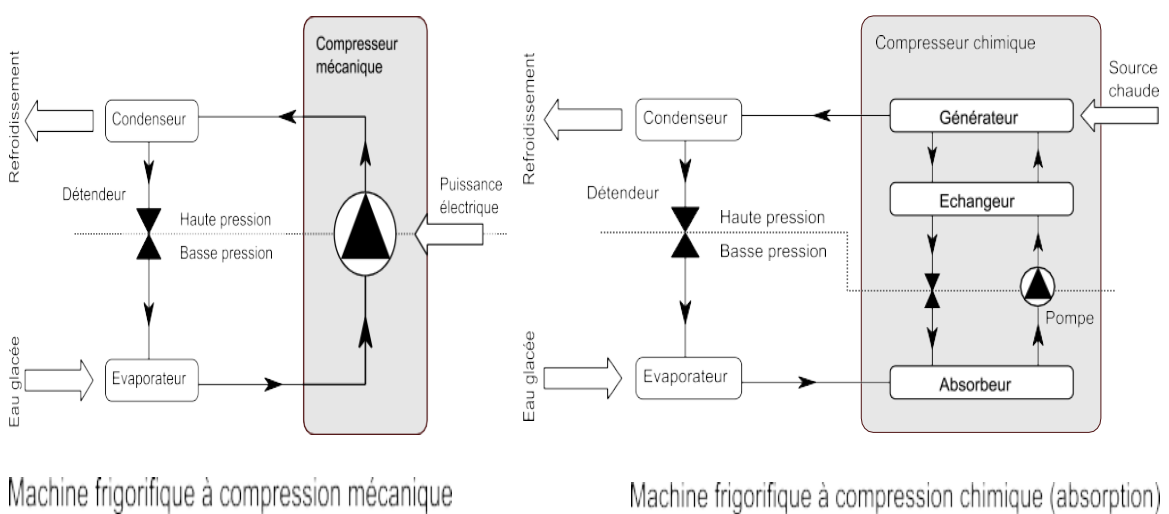 Compresseur
mécanique
Refroidissement
Condenseur
Détendeur
Haute pression
Basse pression
Puissance
électrique
Eau glacée
Evaporateur
Machine frigorifique à compression mécanique
Compresseur chimique
Source
chaude
Refroidissement
Condenseur
Générateur
Détendeur
Echangeur
Haute pression
Basse pression
Pompe
Eau glacée
Evaporateur
Absorbeur
Machine frigorifique à compression chimique (absorption)